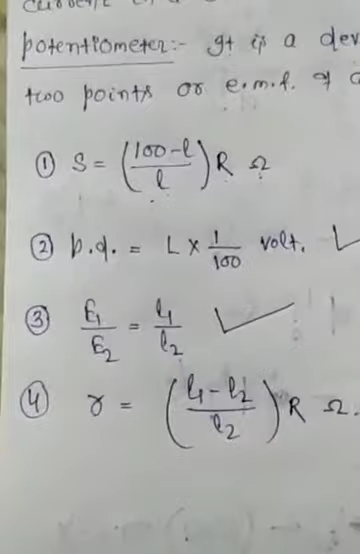 potentiometer:- It is a dev
two points or e.m.f. of
① S = ((100-l)/l) R Ω
② p.d. = L × 1/100 volt.
③ E₁/E₂ = l₁/l₂
④ r = ((l₁-l₂)/l₂) R Ω.